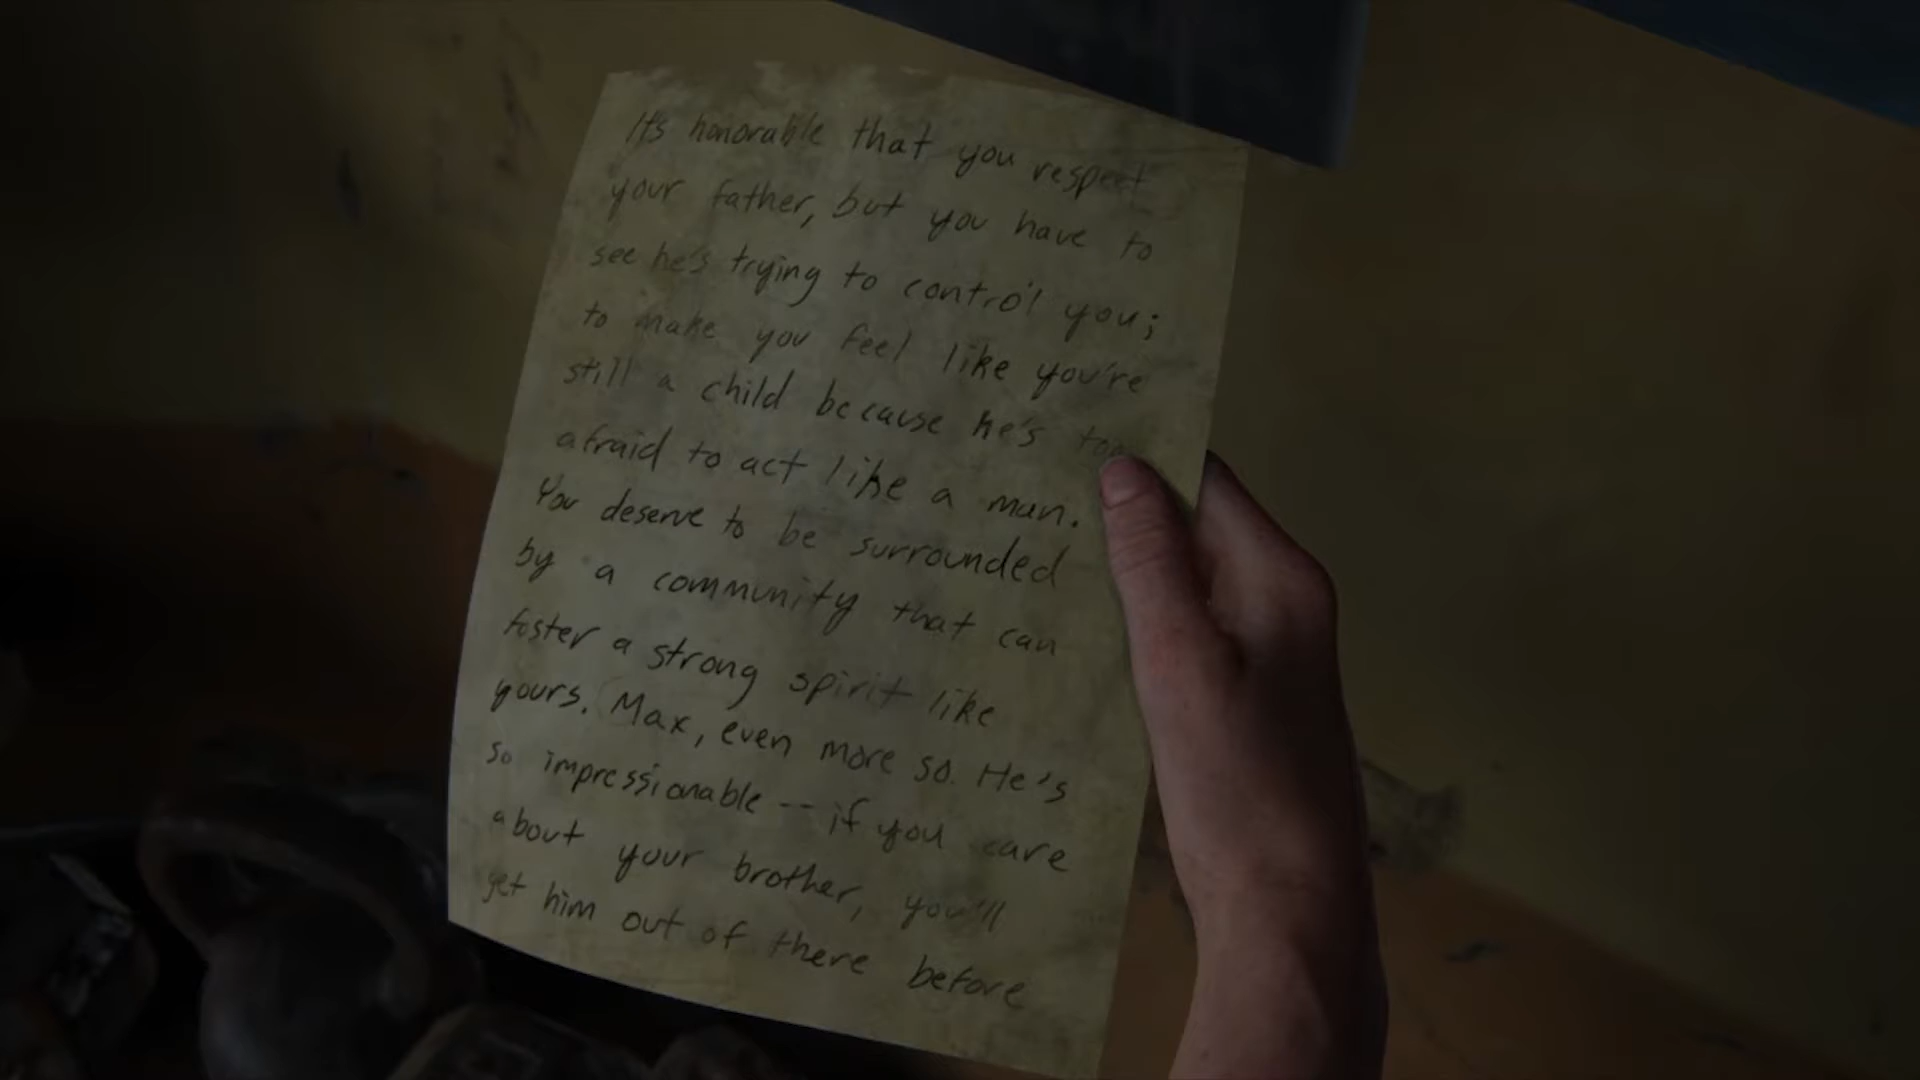 It's honorable that you respect
your father, but you have to
see he's trying to control you;
to make you feel like you're
still a child because he's too
afraid to act like a man.
You deserve to be surrounded
by a community that can
foster a strong spirit like
yours. Max, even more so. He's
so impressionable -- if you care
about your brother, you'll
get him out of there before